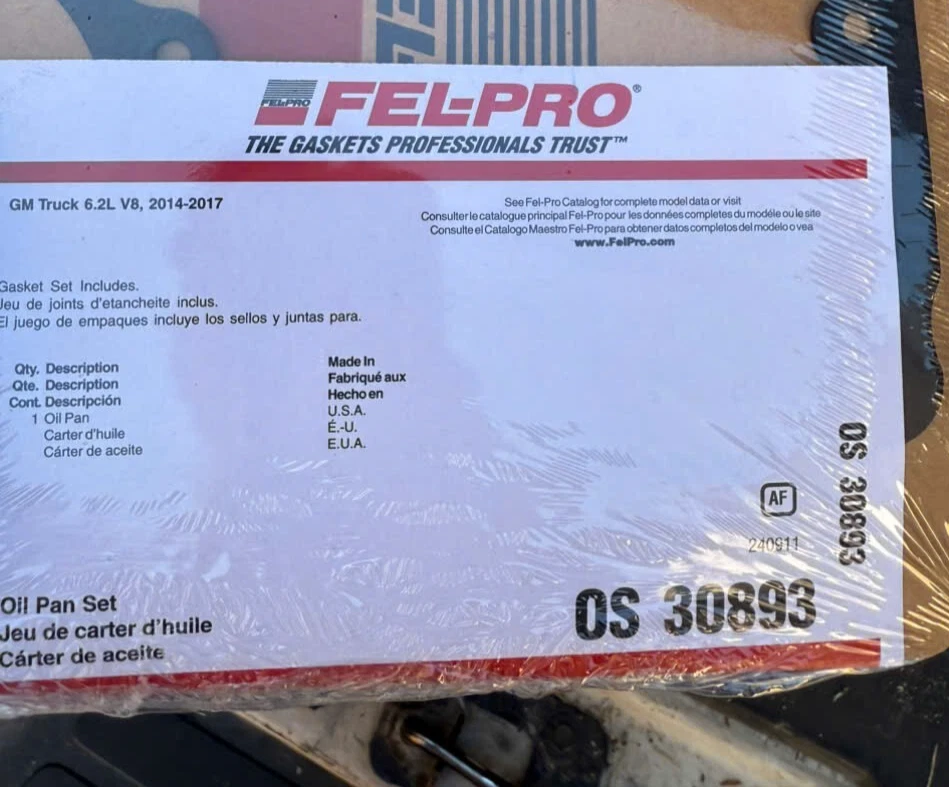 FEL-PRO
FEL-PRO®
THE GASKETS PROFESSIONALS TRUST™
GM Truck 6.2L V8, 2014-2017
See Fel-Pro Catalog for complete model data or visit
Consulter le catalogue principal Fel-Pro pour les données completes du modéle ou le site
Consulte el Catalogo Maestro Fel-Pro para obtener datos completos del modelo o vea
www.FelPro.com
Gasket Set Includes.
Jeu de joints d'etancheite inclus.
El juego de empaques incluye los sellos y juntas para.
Qty. Description
Qte. Description
Cont. Descripción
1 Oil Pan
Carter d'huile
Cárter de aceite
Made In
Fabriqué aux
Hecho en
U.S.A.
É.-U.
E.U.A.
OS 30893
AF
240911
Oil Pan Set
Jeu de carter d'huile
Cárter de aceite
OS 30893